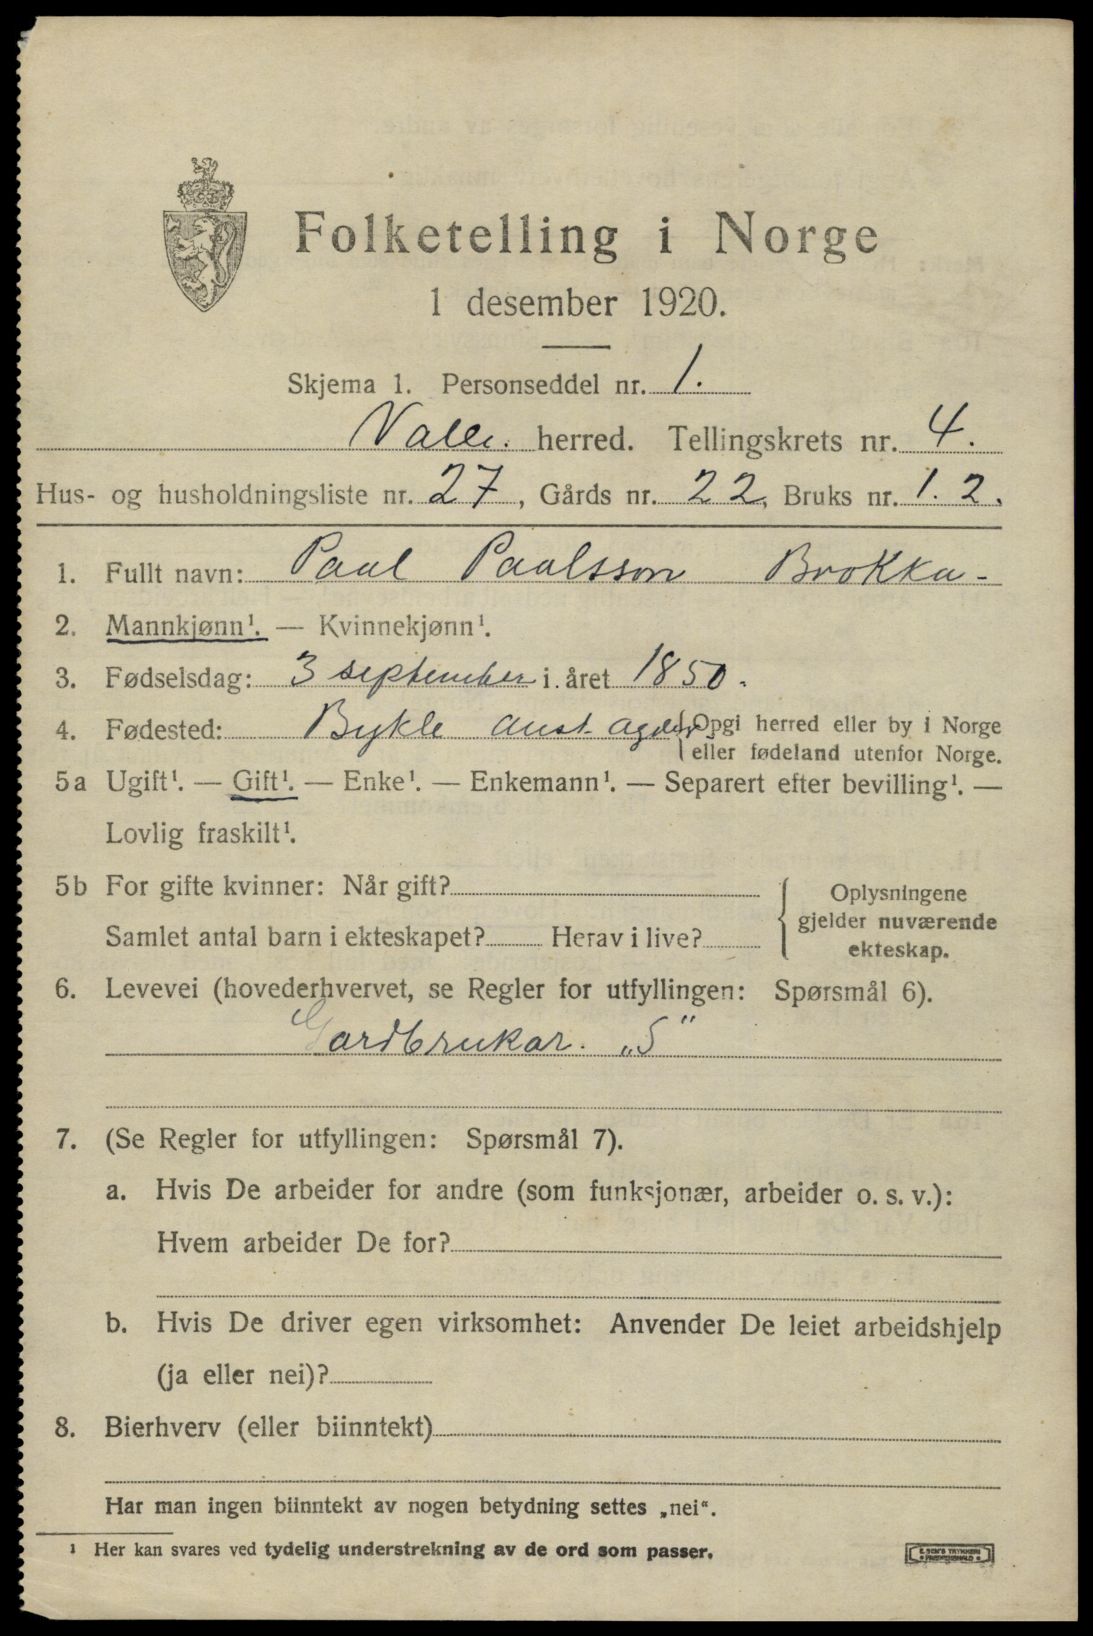 Folketelling i Norge
1 desember 1920.
Skjema 1. Personseddel nr. 1.
Valle. herred. Tellingskrets nr. 4.
Hus- og husholdningsliste nr. 27, Gårds nr. 22, Bruks nr. 1. 2.
1. Fullt navn: Paal Paalsson Brokka-
2. Mannkjønn¹. — Kvinnekjønn¹.
3. Fødselsdag: 3 september i året 1850.
4. Fødested: Bykle aust agder. Opgi herred eller by i Norge
eller fødeland utenfor Norge.
5a Ugift¹. — Gift¹. — Enke¹. — Enkemann¹. — Separert efter bevilling¹. —
Lovlig fraskilt¹.
5b For gifte kvinner: Når gift?
Samlet antal barn i ekteskapet? Herav i live?
Oplysningene
gjelder nuværende
ekteskap.
6. Levevei (hovederhvervet, se Regler for utfyllingen: Spørsmål 6).
Gardbrukar. „S"
7. (Se Regler for utfyllingen: Spørsmål 7).
a. Hvis De arbeider for andre (som funksjonær, arbeider o. s. v.):
Hvem arbeider De for?
b. Hvis De driver egen virksomhet: Anvender De leiet arbeidshjelp
(ja eller nei)?
8. Bierhverv (eller biinntekt)
Har man ingen biinntekt av nogen betydning settes „nei“.
¹ Her kan svares ved tydelig understrekning av de ord som passer.